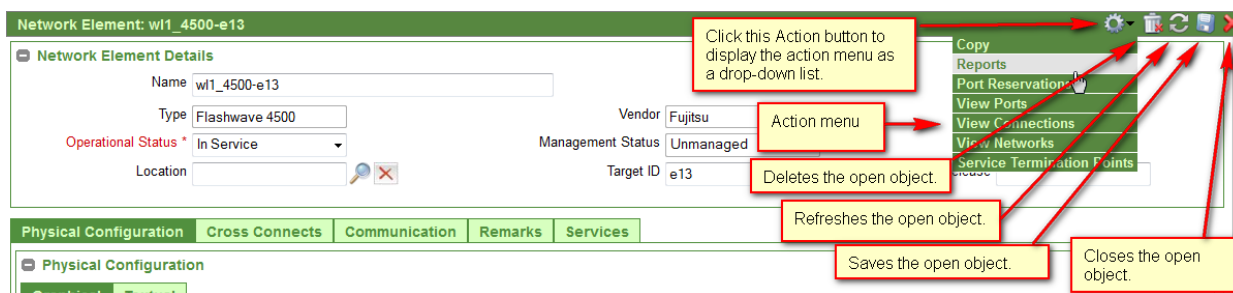 Network Element: wl1_4500-e13
Click this Action button to
display the action menu as
a drop-down list.
Copy
Reports
Port Reservations
View Ports
View Connections
View Networks
Service Termination Points
Action menu
Network Element Details
Name wl1_4500-e13
Type Flashwave 4500
Vendor Fujitsu
Operational Status * In Service
Management Status Unmanaged
Location
Target ID e13
Deletes the open object.
Refreshes the open object.
Saves the open object.
Closes the open
object.
Physical Configuration Cross Connects Communication Remarks Services
Physical Configuration